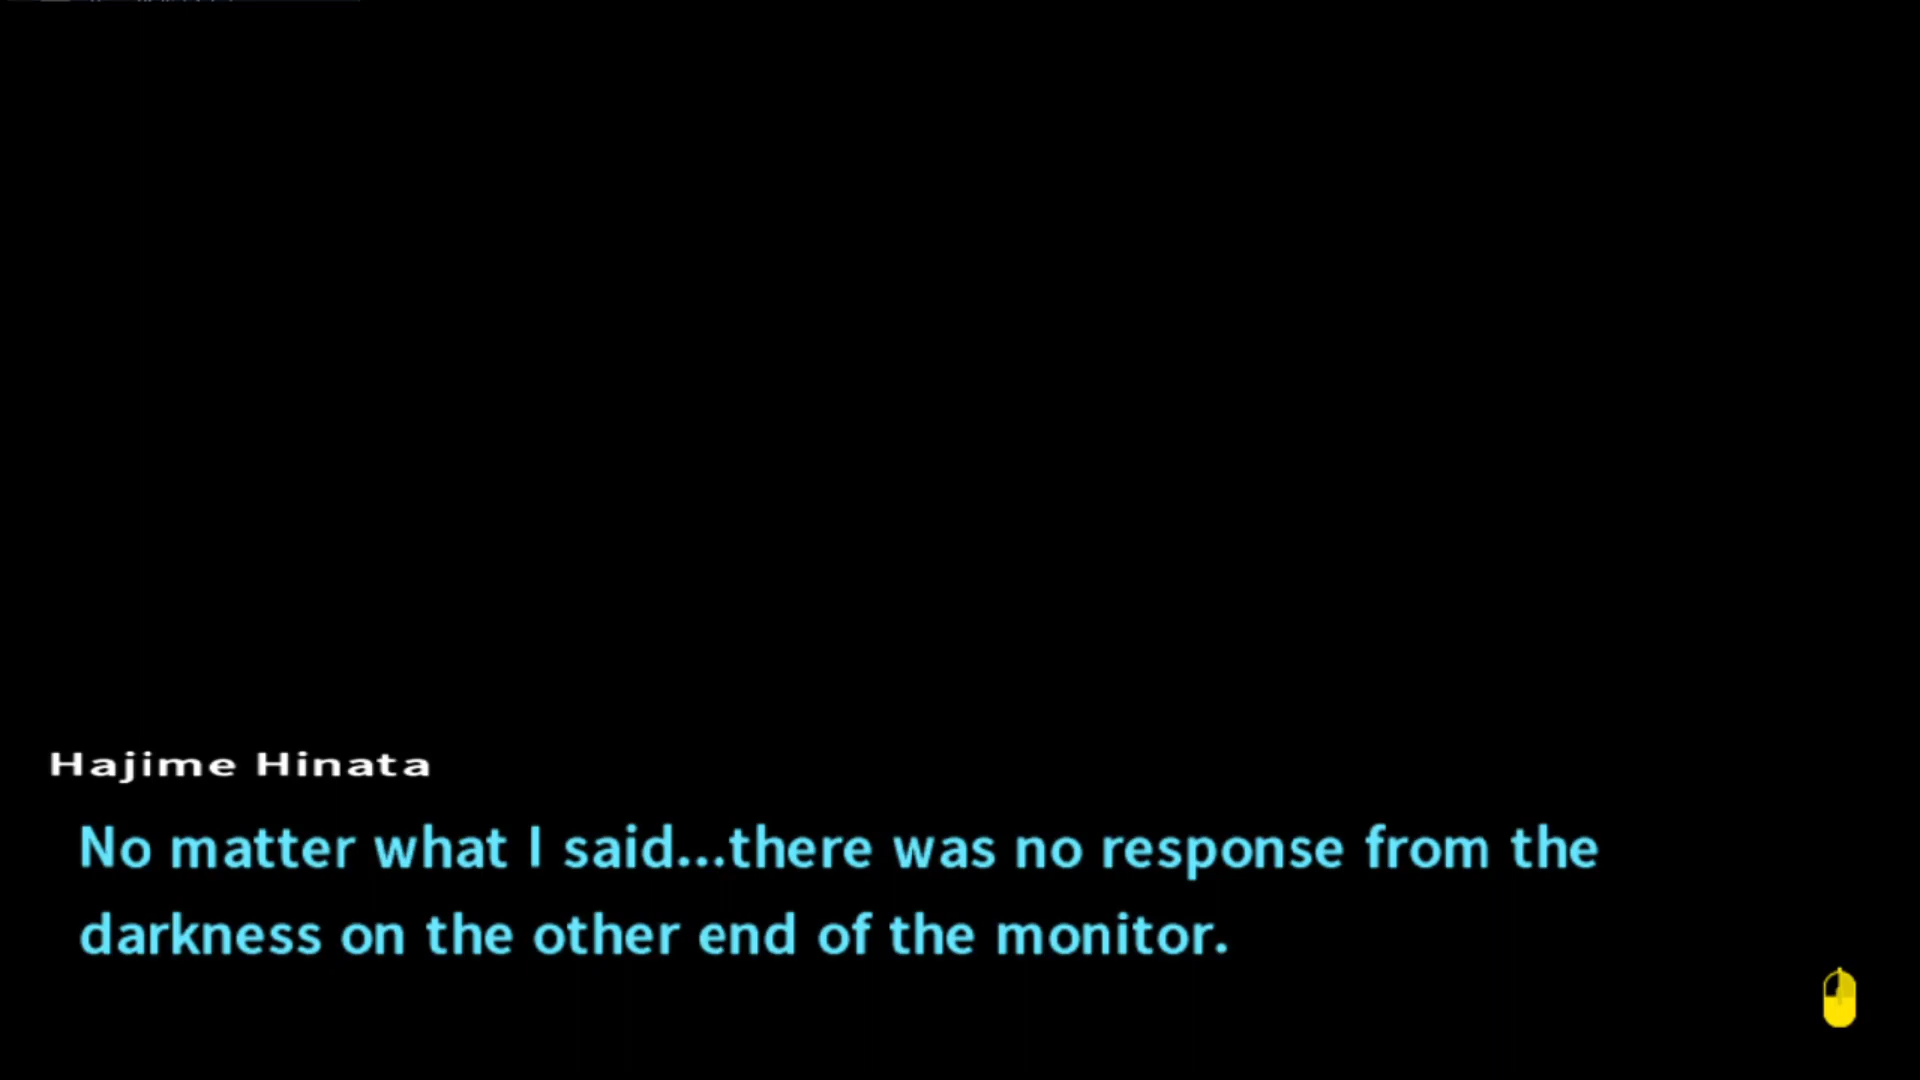 Hajime Hinata
No matter what I said...there was no response from the
darkness on the other end of the monitor.